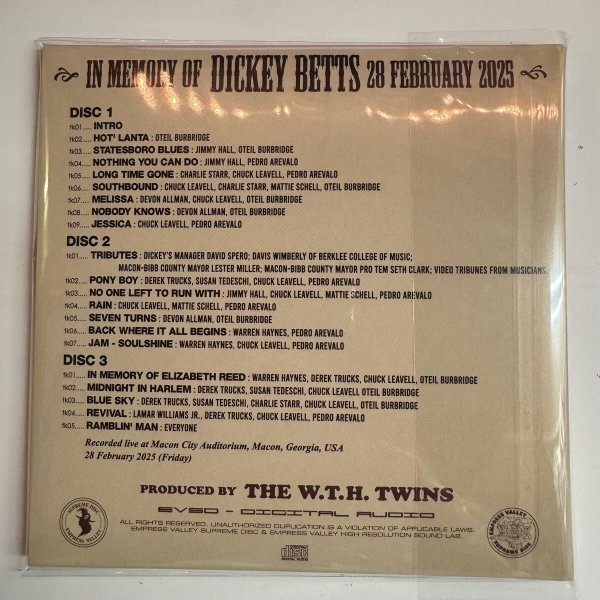 IN MEMORY OF DICKEY BETTS 28 FEBRUARY 2025
DISC 1
tk01..... INTRO
tk02..... HOT' LANTA : OTEIL BURBRIDGE
tk03..... STATESBORO BLUES : JIMMY HALL, OTEIL BURBRIDGE
tk04..... NOTHING YOU CAN DO : JIMMY HALL, PEDRO AREVALO
tk05..... LONG TIME GONE : CHARLIE STARR, CHUCK LEAVELL, PEDRO AREVALO
tk06..... SOUTHBOUND : CHUCK LEAVELL, CHARLIE STARR, MATTIE SCHELL, OTEIL BURBRIDGE
tk07..... MELISSA : DEVON ALLMAN, CHUCK LEAVELL, OTEIL BURBRIDGE
tk08..... NOBODY KNOWS : DEVON ALLMAN, OTEIL BURBRIDGE
tk09..... JESSICA : CHUCK LEAVELL, PEDRO AREVALO
DISC 2
tk01..... TRIBUTES : DICKEY'S MANAGER DAVID SPERO; DAVIS WIMBERLY OF BERKLEE COLLEGE OF MUSIC;
MACON-BIBB COUNTY MAYOR LESTER MILLER; MACON-BIBB COUNTY MAYOR PRO TEM SETH CLARK; VIDEO TRIBUNES FROM MUSICIANS,
tk02..... PONY BOY : DEREK TRUCKS, SUSAN TEDESCHI, CHUCK LEAVELL, PEDRO AREVALO
tk03..... NO ONE LEFT TO RUN WITH : JIMMY HALL, CHUCK LEAVELL, MATTIE SCHELL, PEDRO AREVALO
tk04..... RAIN : CHUCK LEAVELL, MATTIE SCHELL, PEDRO AREVALO
tk05..... SEVEN TURNS : DEVON ALLMAN, OTEIL BURBRIDGE
tk06..... BACK WHERE IT ALL BEGINS : WARREN HAYNES, PEDRO AREVALO
tk07..... JAM - SOULSHINE : WARREN HAYNES, CHUCK LEAVELL, PEDRO AREVALO
DISC 3
tk01..... IN MEMORY OF ELIZABETH REED : WARREN HAYNES, DEREK TRUCKS, CHUCK LEAVELL, OTEIL BURBRIDGE
tk02..... MIDNIGHT IN HARLEM : DEREK TRUCKS, SUSAN TEDESCHI, CHUCK LEAVELL OTEIL BURBRIDGE
tk03..... BLUE SKY : DEREK TRUCKS, SUSAN TEDESCHI, CHARLIE STARR, CHUCK LEAVELL, OTEIL BURBRIDGE
tk04..... REVIVAL : LAMAR WILLIAMS JR., DEREK TRUCKS, CHUCK LEAVELL, PEDRO AREVALO
tk05..... RAMBLIN' MAN : EVERYONE
Recorded live at Macon City Auditorium, Macon, Georgia, USA
28 February 2025 (Friday)
PRODUCED BY THE W.T.H. TWINS
EVSD - DIGITAL AUDIO
ALL RIGHTS RESERVED. UNAUTHORIZED DUPLICATION IS A VIOLATION OF APPLICABLE LAWS.
EMPRESS VALLEY SUPREME DISC & EMPRESS VALLEY HIGH RESOLUTION SOUND LAB.
SUPREME DISC
EMPRESS VALLEY
COMPACT
disc
DIGITAL AUDIO
EMPRESS VALLEY
SUPREME DISC